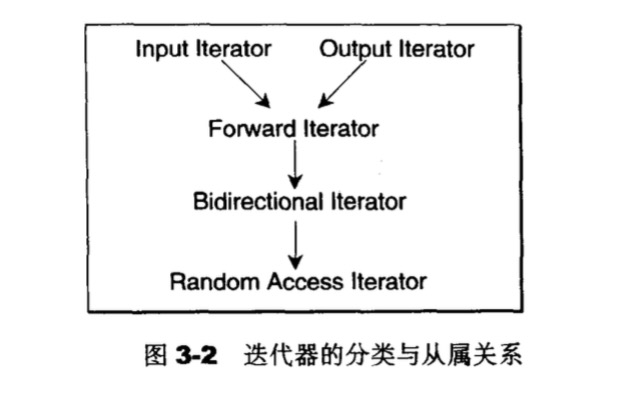 Input Iterator Output Iterator
Forward Iterator
Bidirectional Iterator
Random Access Iterator
图 3-2 迭代器的分类与从属关系